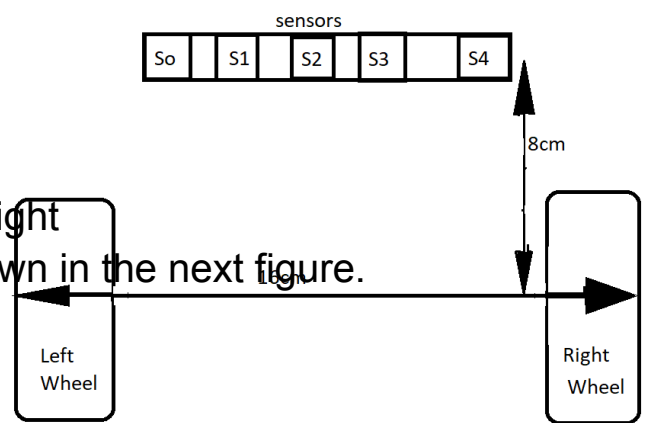 sensors
So S1 S2 S3 S4
8cm
ight
wn in the next figure.
Left
Wheel
Right
Wheel